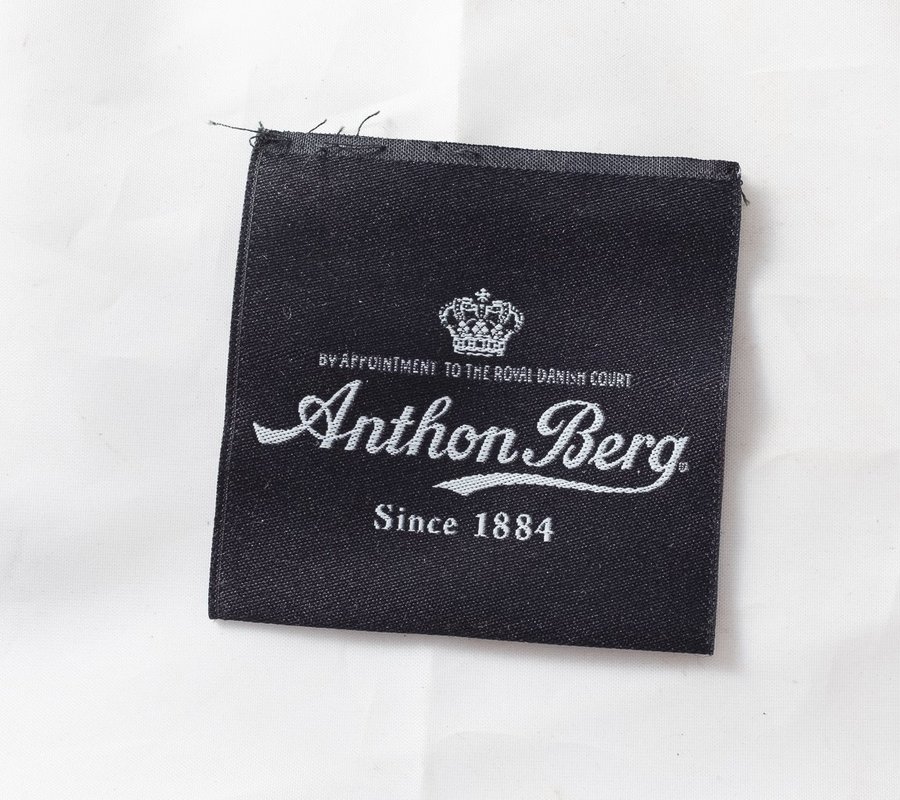 BY APPOINTMENT TO THE ROYAL DANISH COURT
Anthon Berg
Since 1884